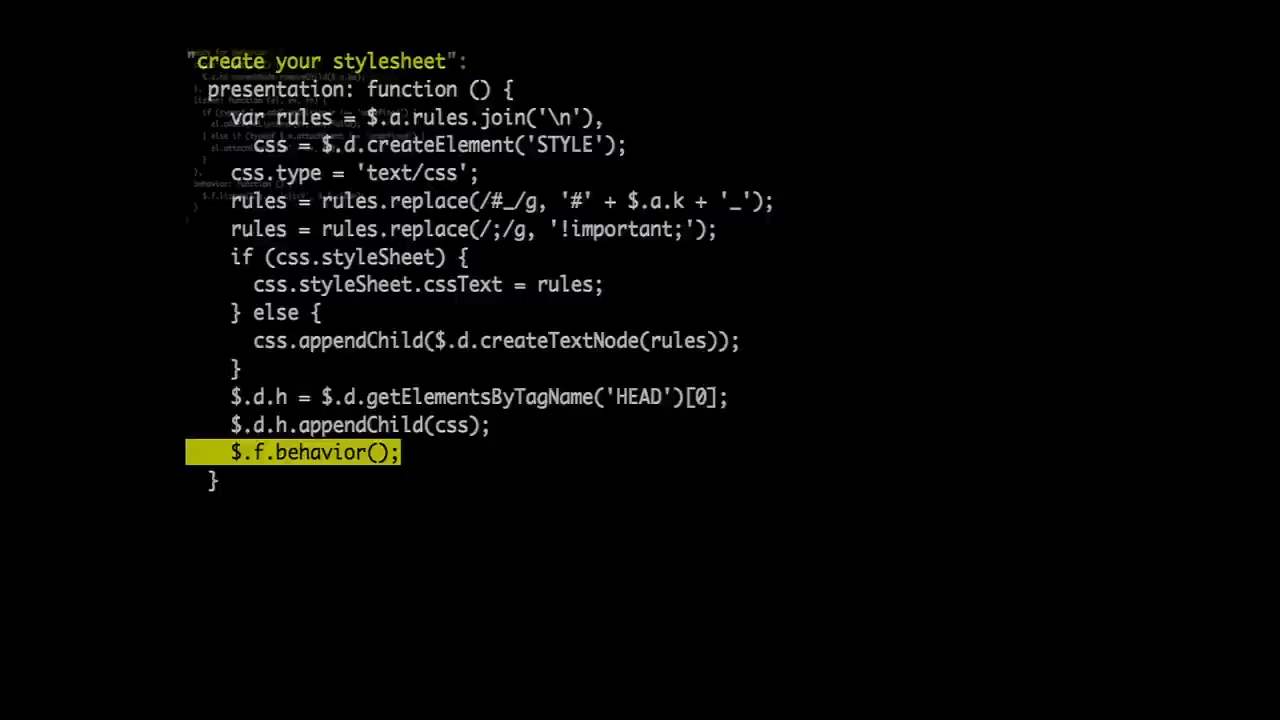 "create your stylesheet":
presentation: function () {
var rules = $.a.rules.join('\n'),
css = $.d.createElement('STYLE');
css.type = 'text/css';
rules = rules.replace(/#_/g, '#' + $.a.k + '_');
rules = rules.replace(/;/g, '!important;');
if (css.styleSheet) {
css.styleSheet.cssText = rules;
} else {
css.appendChild($.d.createTextNode(rules));
}
$.d.h = $.d.getElementsByTagName('HEAD')[0];
$.d.h.appendChild(css);
$.f.behavior();
}